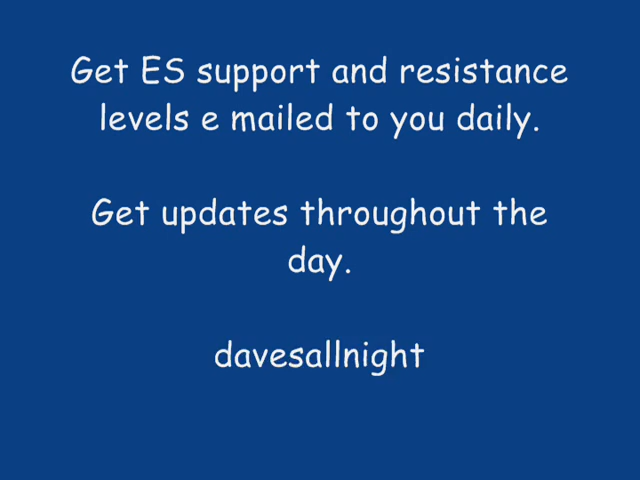 Get ES support and resistance
levels e mailed to you daily.
Get updates throughout the
day.
davesallnight